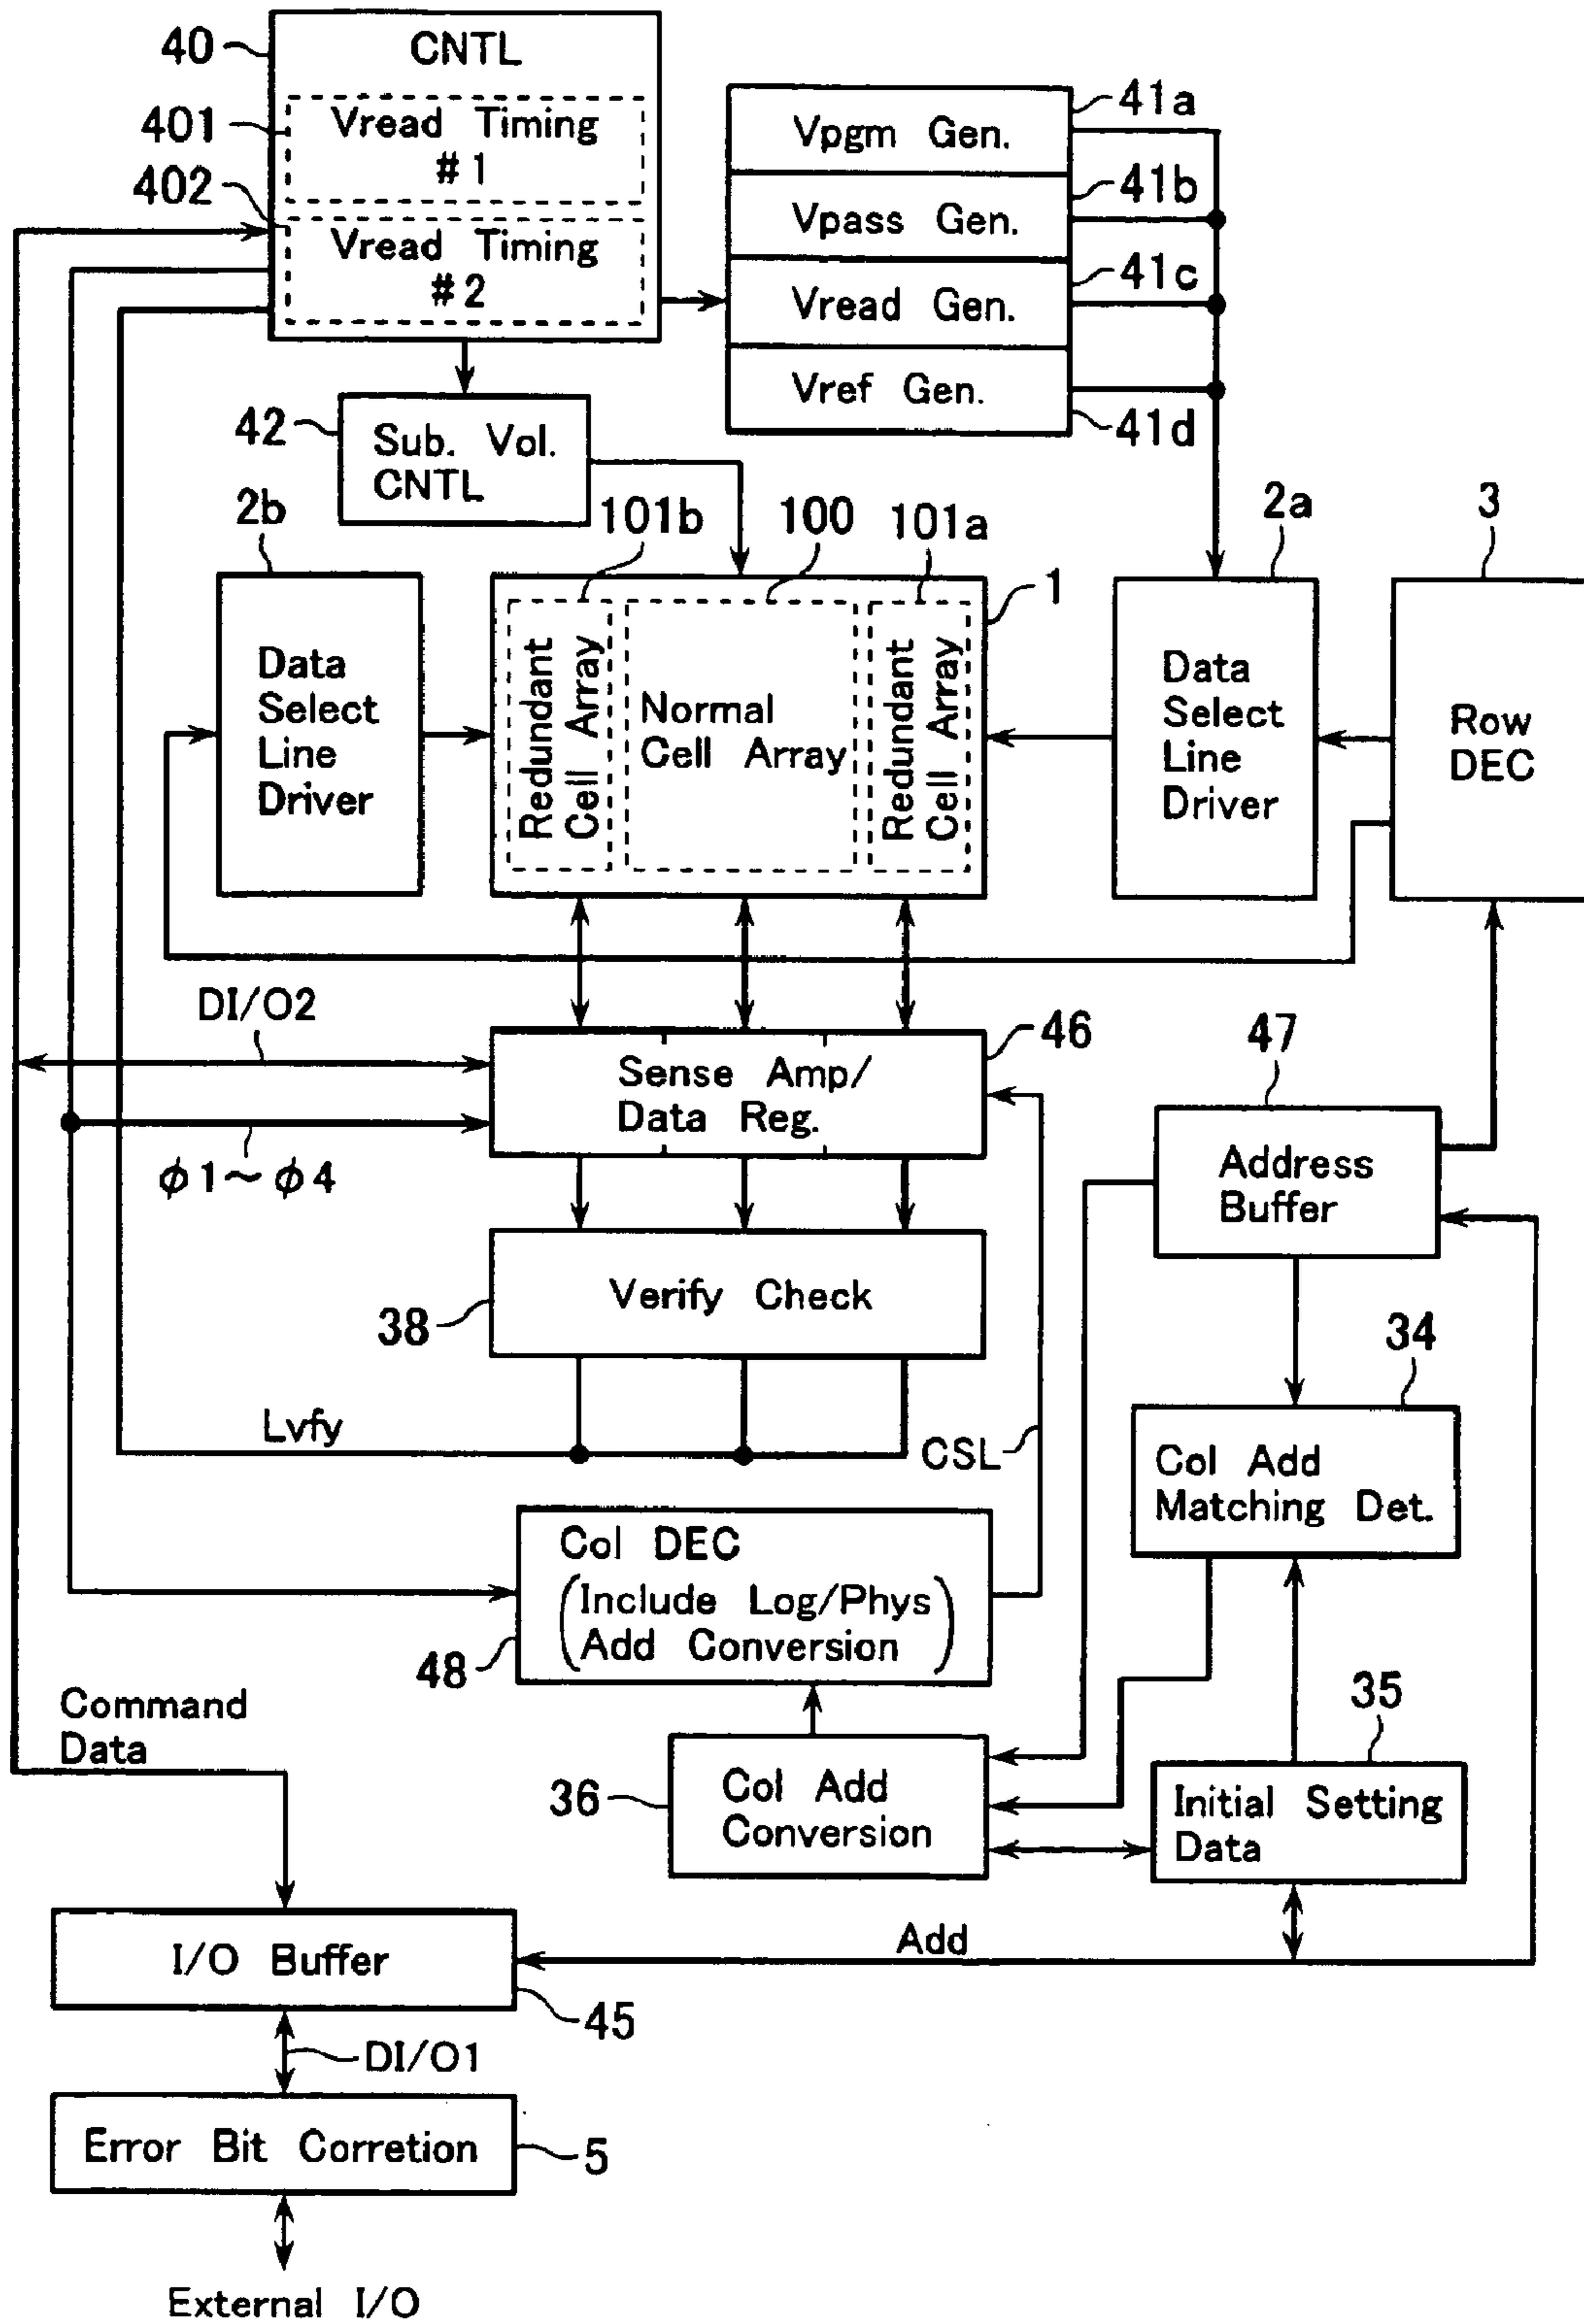 40
CNTL
401
Vread Timing
#1
402
Vread Timing
#2
Vpgm Gen.
41a
Vpass Gen.
41b
Vread Gen.
41c
Vref Gen.
41d
42
Sub. Vol.
CNTL
2b
101b
100
101a
1
2a
3
Data
Select
Line
Driver
Redundant
Cell Array
Normal
Cell Array
Redundant
Cell Array
Data
Select
Line
Driver
Row
DEC
DI/O2
Sense Amp/
Data Reg.
46
47
ϕ1~ϕ4
Address
Buffer
Verify Check
38
34
Lvfy
CSL
Col Add
Matching Det.
Col DEC
(Include Log/Phys
Add Conversion)
48
Command
Data
35
36
Col Add
Conversion
Initial Setting
Data
I/O Buffer
Add
45
DI/O1
Error Bit Corretion
5
External I/O